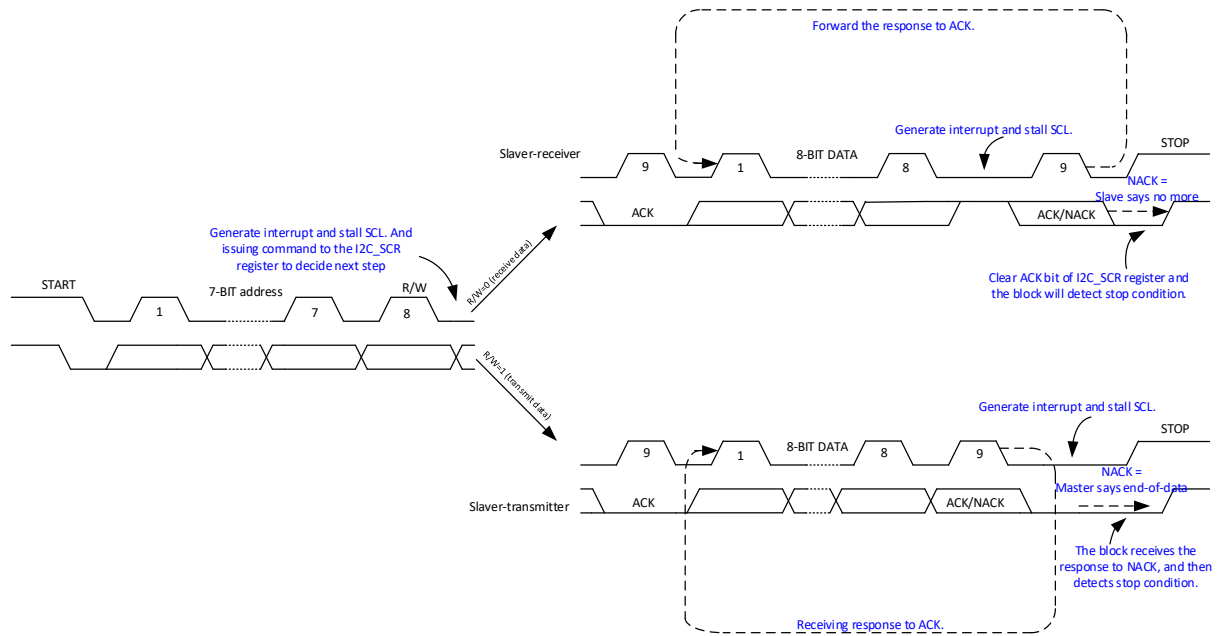 Forward the response to ACK.
Generate interrupt and stall SCL.
STOP
Slaver-receiver
8-BIT DATA
9
1
8
9
NACK =
Slave says no more
ACK
ACK/NACK
Clear ACK bit of I2C_SCR register and
the block will detect stop condition.
Generate interrupt and stall SCL. And
issuing command to the I2C_SCR
register to decide next step
R/W=0 (receive data)
START
7-BIT address
R/W
1
7
8
R/W=1 (transmit data)
Generate interrupt and stall SCL.
STOP
8-BIT DATA
9
1
8
9
NACK =
Master says end-of-data
Slaver-transmitter
ACK
ACK/NACK
The block receives the
response to NACK, and then
detects stop condition.
Receiving response to ACK.